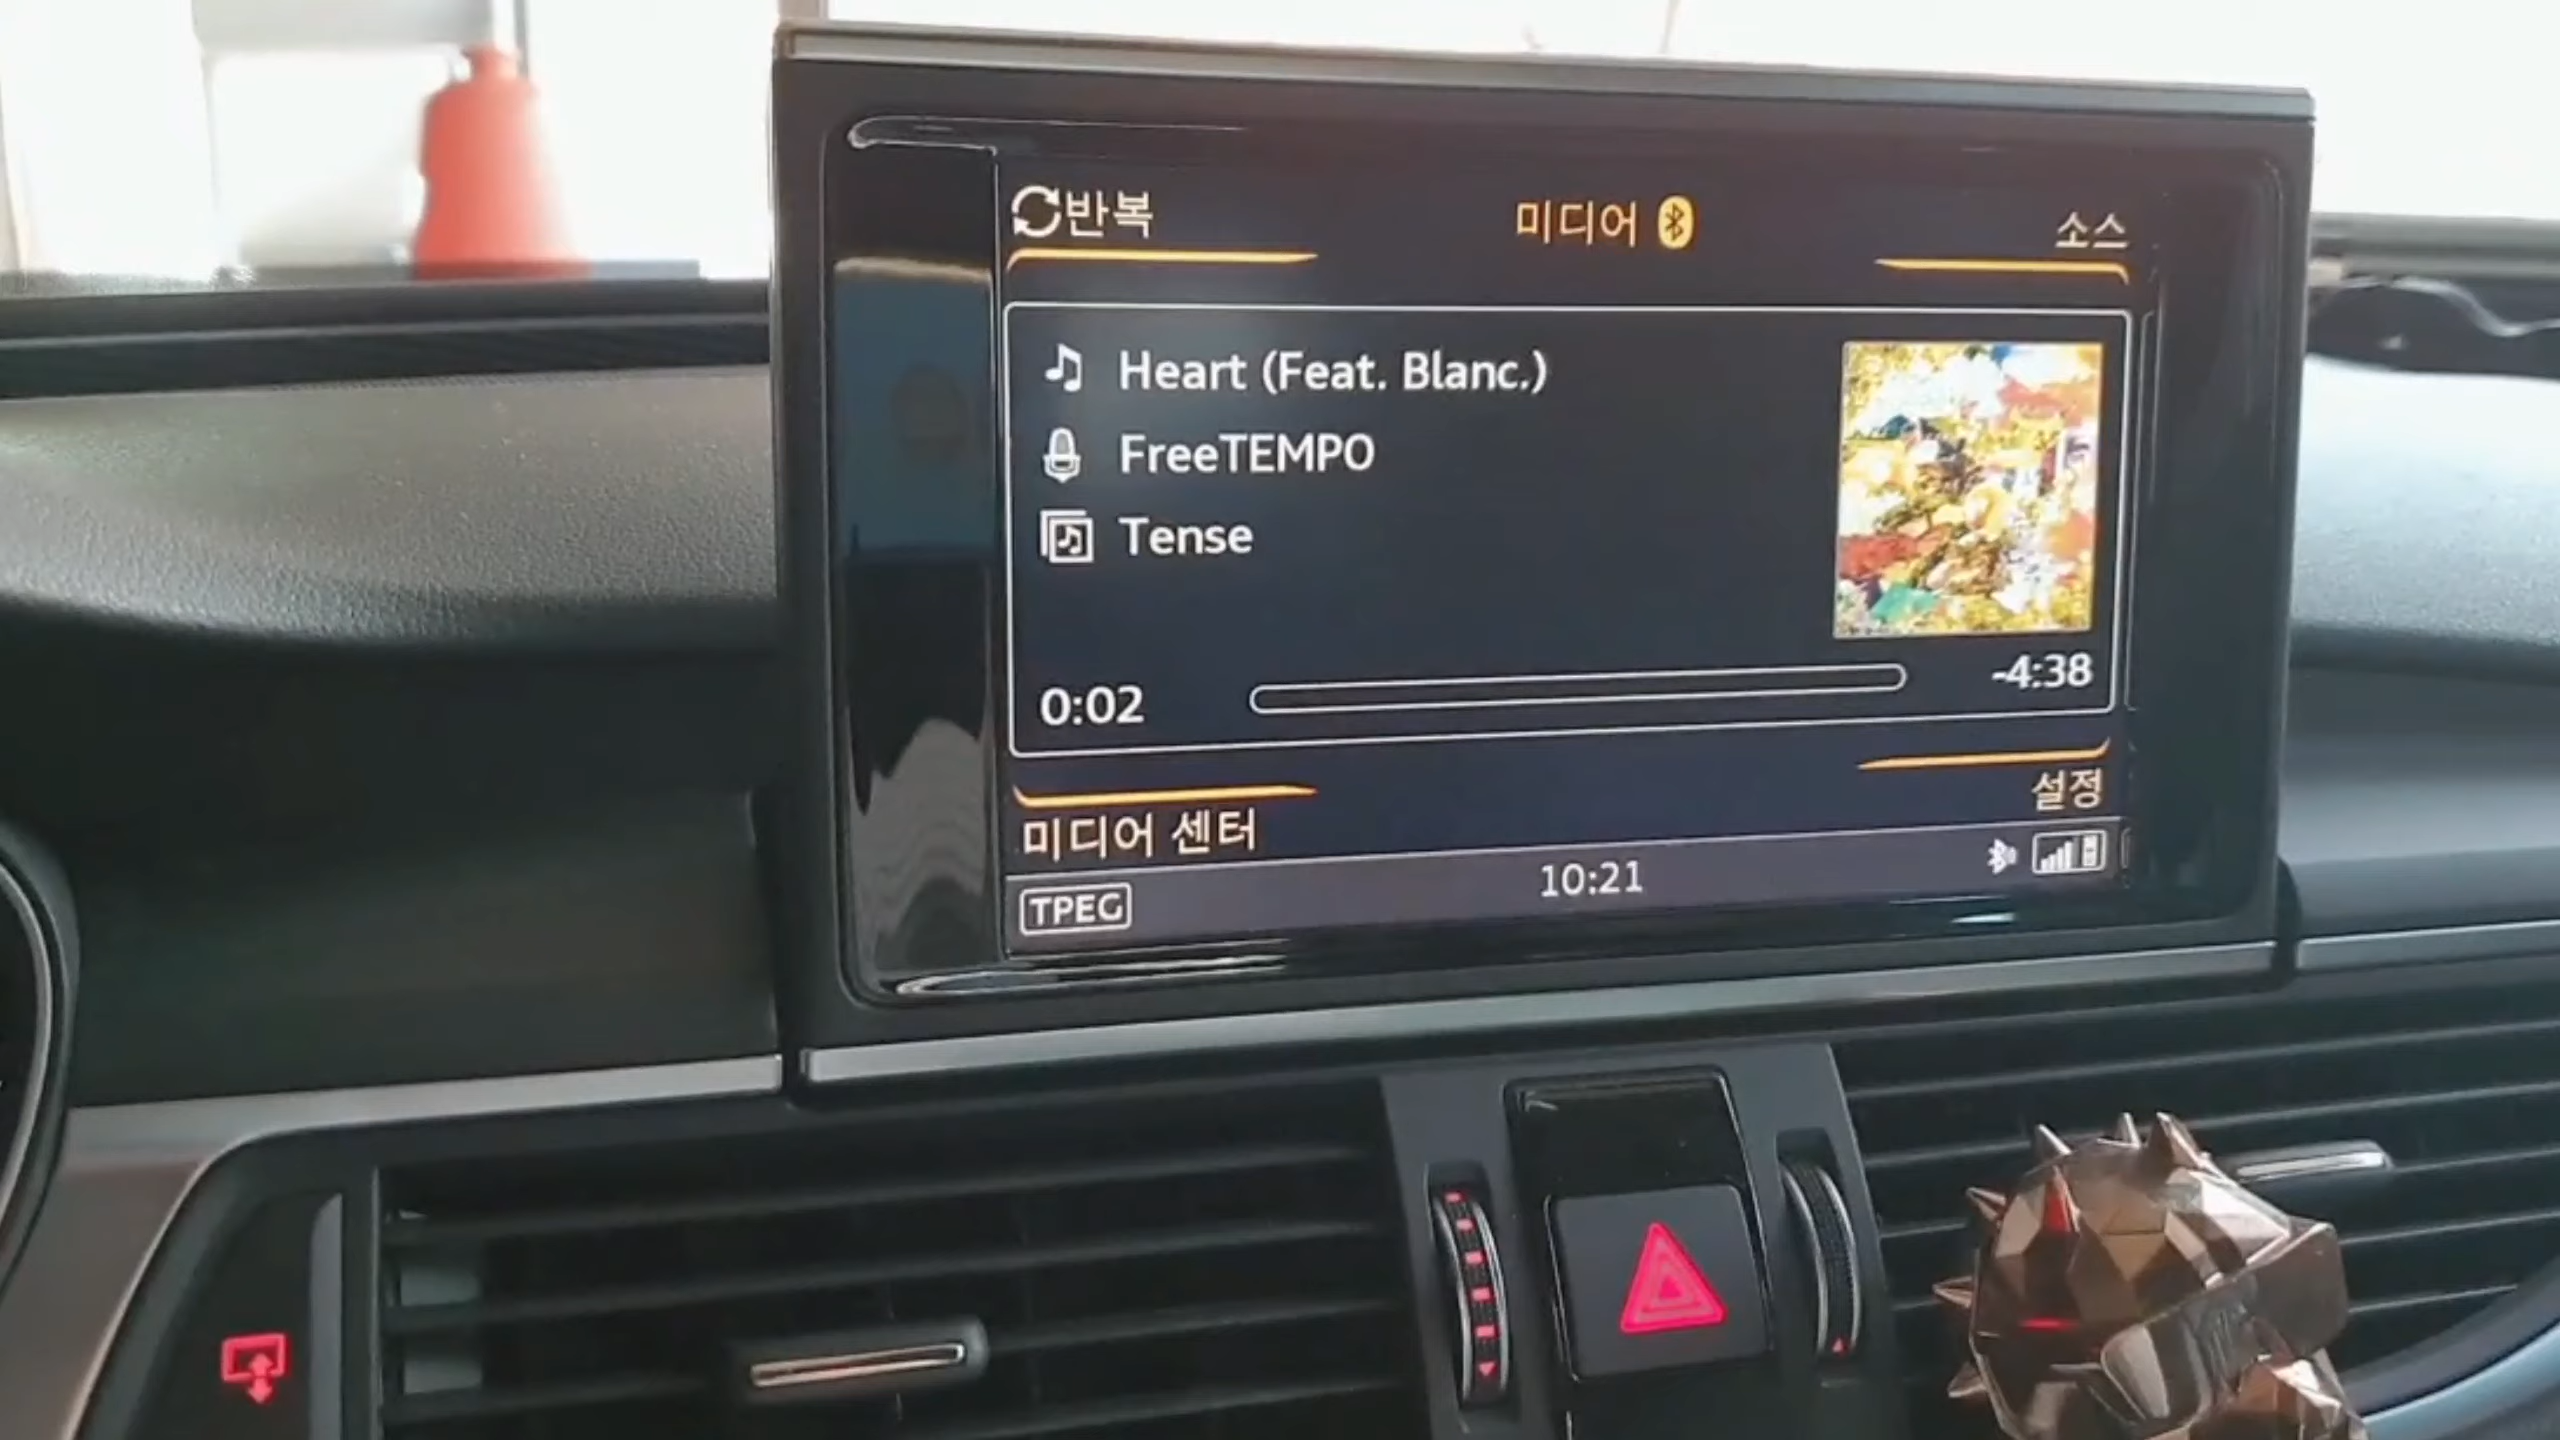 반복
미디어
소스
Heart (Feat. Blanc.)
FreeTEMPO
Tense
0:02
-4:38
미디어 센터
설정
TPEG
10:21